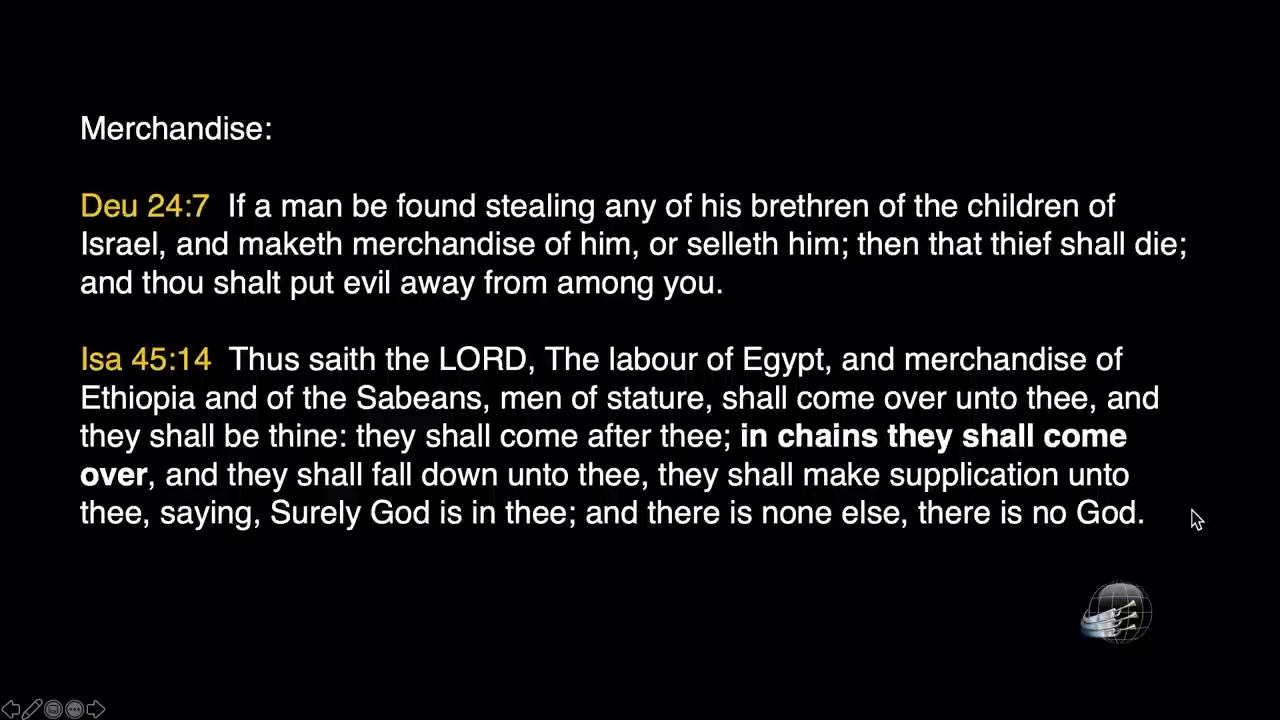 Merchandise:
Deu 24:7 If a man be found stealing any of his brethren of the children of
Israel, and maketh merchandise of him, or selleth him; then that thief shall die;
and thou shalt put evil away from among you.
Isa 45:14 Thus saith the LORD, The labour of Egypt, and merchandise of
Ethiopia and of the Sabeans, men of stature, shall come over unto thee, and
they shall be thine: they shall come after thee; in chains they shall come
over, and they shall fall down unto thee, they shall make supplication unto
thee, saying, Surely God is in thee; and there is none else, there is no God.